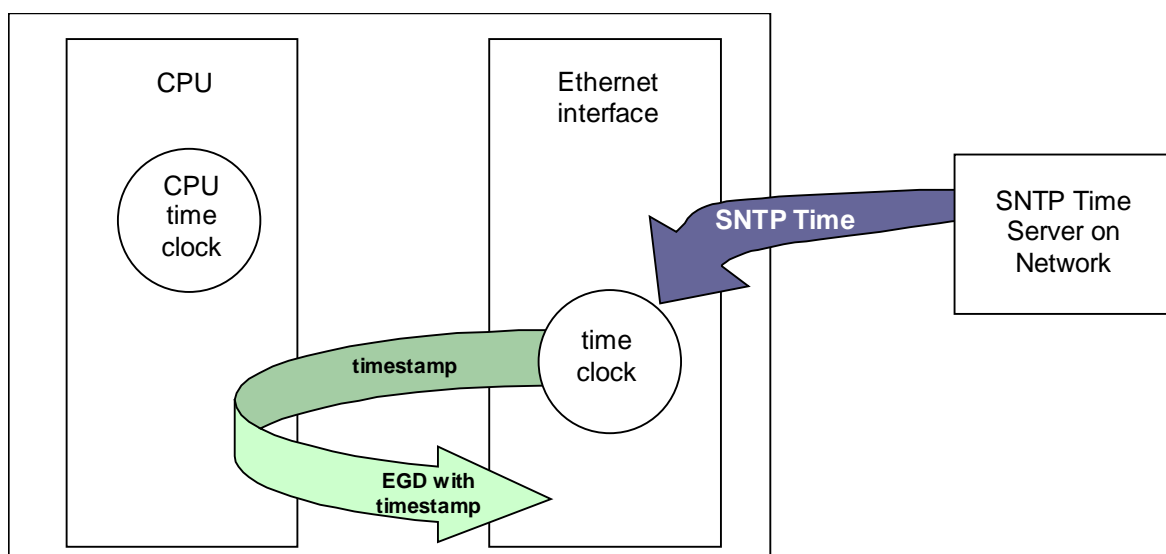 CPU
CPU
time
clock
Ethernet
interface
SNTP Time
SNTP Time
Server on
Network
time
clock
timestamp
EGD with
timestamp